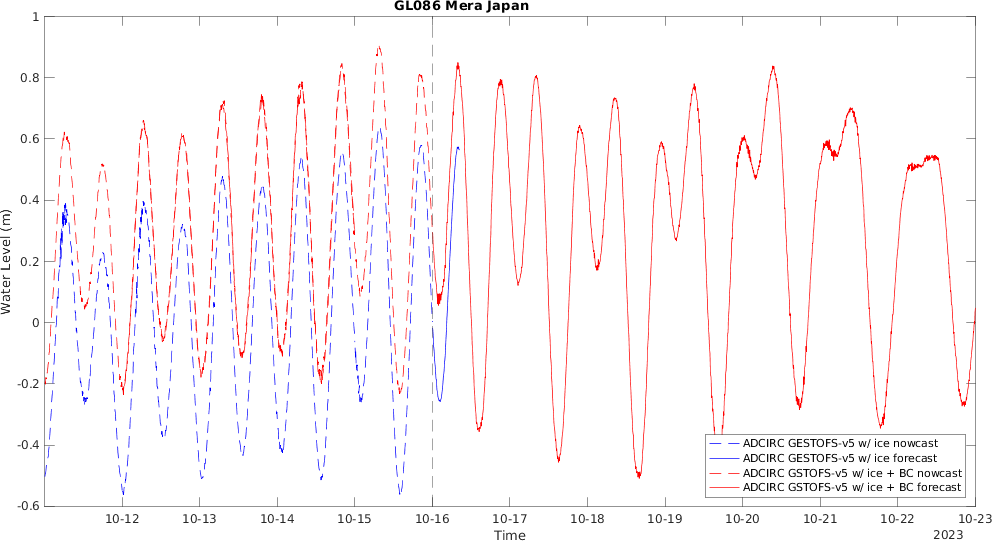 GL086 Mera Japan
Water Level (m)
1
0.8
0.6
0.4
0.2
0
-0.2
-0.4
-0.6
10-12 10-13 10-14 10-15 10-16 10-17 10-18 10-19 10-20 10-21 10-22 10-23
2023
Time
ADCIRC GESTOFS-v5 w/ ice nowcast
ADCIRC GESTOFS-v5 w/ ice forecast
ADCIRC GSTOFS-v5 w/ ice + BC nowcast
ADCIRC GSTOFS-v5 w/ ice + BC forecast